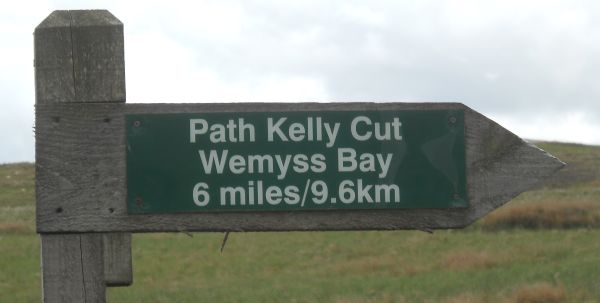 Path Kelly Cut
Wemyss Bay
6 miles/9.6km